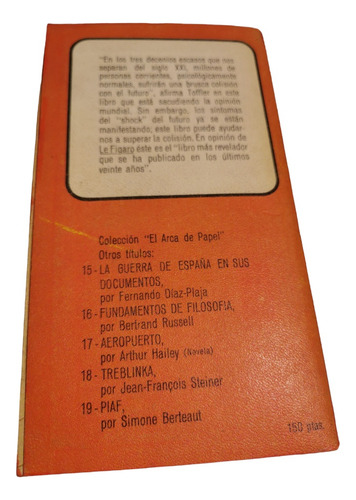 "En los tres decenios escasos que nos
separan del siglo XXI, millones de
personas corrientes, psicológicamente
normales, sufrirán una brusca colisión
con el futuro", afirma Toffler en este
libro que está sacudiendo la opinión
mundial. Sin embargo, los síntomas
del "shock" del futuro ya se están
manifestando; este libro puede ayudar-
nos a superar la colisión. En opinión de
Le Figaro éste es el "libro más revelador
que se ha publicado en los últimos
veinte años".
Colección "El Arca de Papel"
Otros títulos:
15-LA GUERRA DE ESPAÑA EN SUS
DOCUMENTOS,
por Fernando Díaz-Plaja
16-FUNDAMENTOS DE FILOSOFIA,
por Bertrand Russell
17-AEROPUERTO,
por Arthur Hailey (Novela)
18-TREBLINKA,
por Jean-François Steiner
19-PIAF,
por Simone Berteaut
150 ptas.